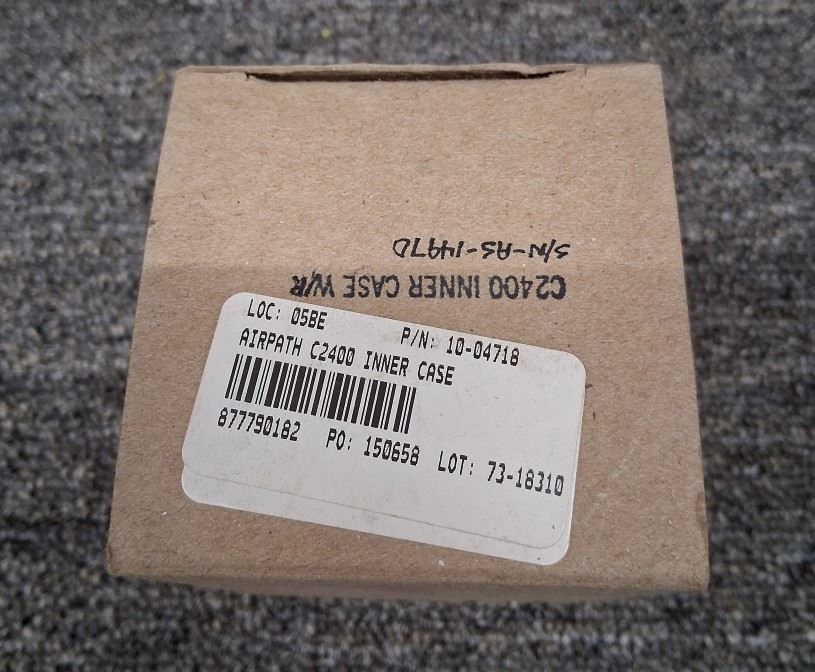 S/N-AS-1497D
C2400 INNER CASE W/R
LOC: 05BE P/N: 10-04718
AIRPATH C2400 INNER CASE
877790182 PO: 150658 LOT: 73-18310